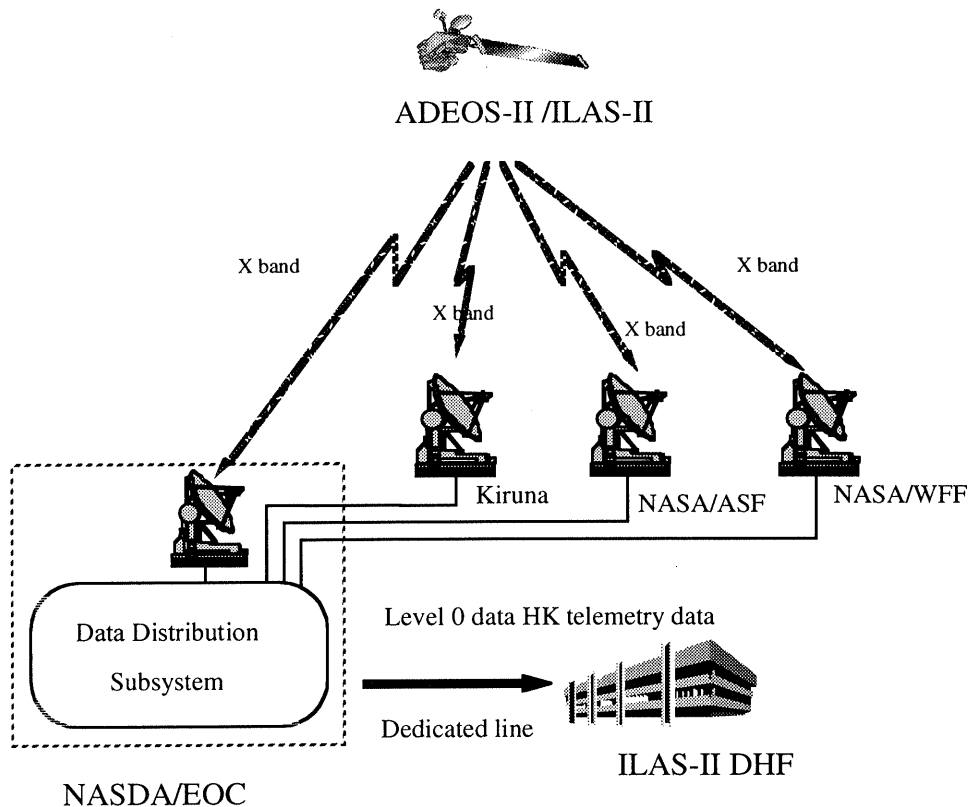 ADEOS-II /ILAS-II
X band
X band
X band
X band
Kiruna
NASA/ASF
NASA/WFF
Data Distribution
Subsystem
Level 0 data HK telemetry data
Dedicated line
ILAS-II DHF
NASDA/EOC